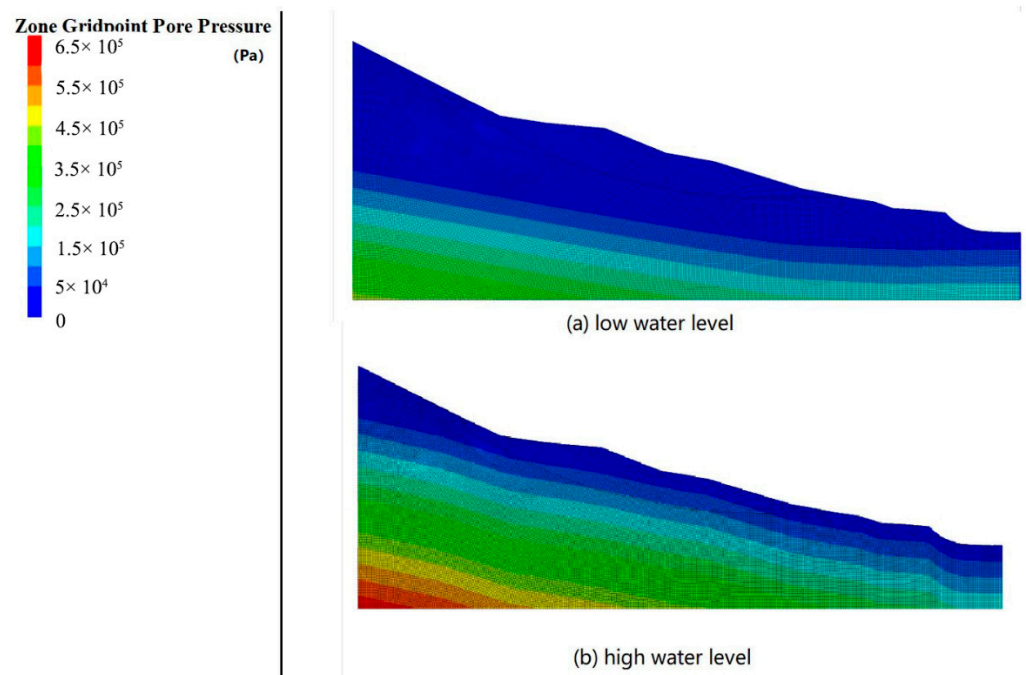 Zone Gridpoint Pore Pressure
(Pa)
6.5× 10⁵
5.5× 10⁵
4.5× 10⁵
3.5× 10⁵
2.5× 10⁵
1.5× 10⁵
5× 10⁴
0
(a) low water level
(b) high water level